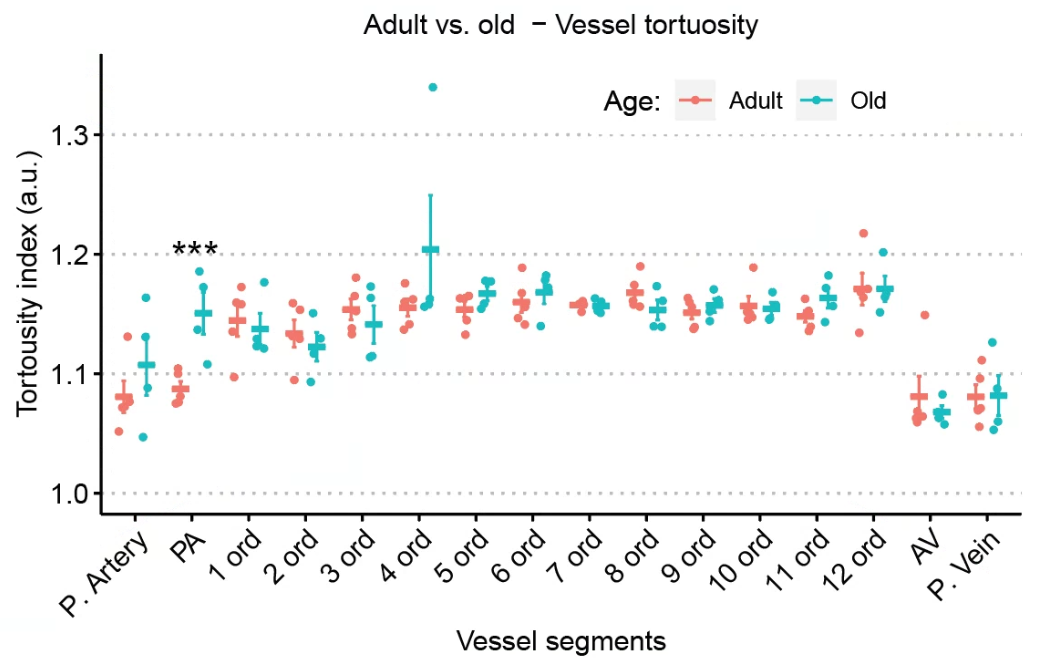 Adult vs. old − Vessel tortuosity
Age: Adult Old
Tortousity index (a.u.)
1.3
1.2
1.1
1.0
***
P. Artery
PA
1 ord
2 ord
3 ord
4 ord
5 ord
6 ord
7 ord
8 ord
9 ord
10 ord
11 ord
12 ord
AV
P. Vein
Vessel segments